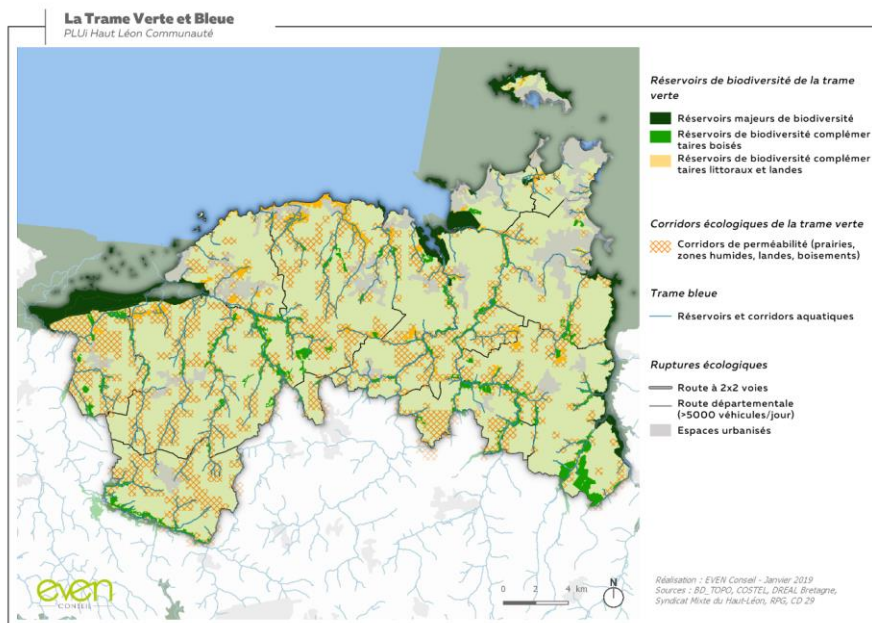 La Trame Verte et Bleue
PLUi Haut Léon Communauté
Réservoirs de biodiversité de la trame
verte
Réservoirs majeurs de biodiversité
Réservoirs de biodiversité complémen
taires boisés
Réservoirs de biodiversité complémen
taires littoraux et landes
Corridors écologiques de la trame verte
Corridors de perméabilité (prairies,
zones humides, landes, boisements)
Trame bleue
Réservoirs et corridors aquatiques
Ruptures écologiques
Route à 2x2 voies
Route départementale
(>5000 véhicules/jour)
Espaces urbanisés
even
CONSEIL
0 2 4 km
N
Réalisation : EVEN Conseil - Janvier 2019
Sources : BD_TOPO, COSTEL, DREAL Bretagne,
Syndicat Mixte du Haut-Léon, RPG, CD 29